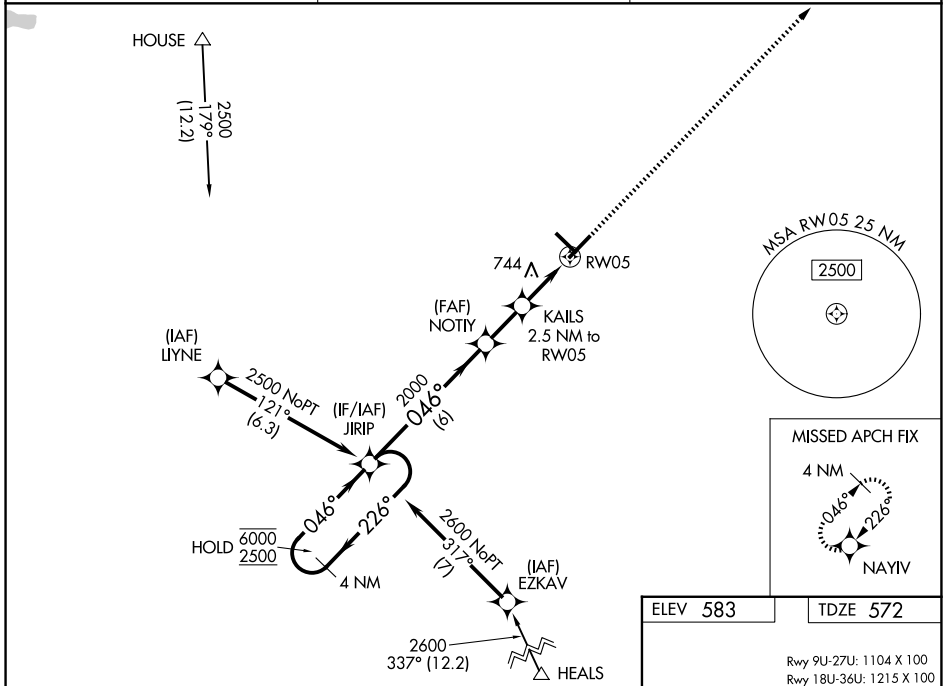 HOUSE
2500
179°
(12.2)
MSA RW05 25 NM
2500
744
RW05
(FAF)
NOTIY
KAILS
2.5 NM to
RW05
(IAF)
LIYNE
2500 NoPT
121°
(6.3)
(IF/IAF)
JIRIP
2000
046°
(6)
046°
226°
HOLD 6000
2500
4 NM
2600 NoPT
317°
(7)
(IAF)
EZKAV
2600
337° (12.2)
HEALS
MISSED APCH FIX
4 NM
046°
226°
NAYIV
ELEV 583
TDZE 572
Rwy 9U-27U: 1104 X 100
Rwy 18U-36U: 1215 X 100